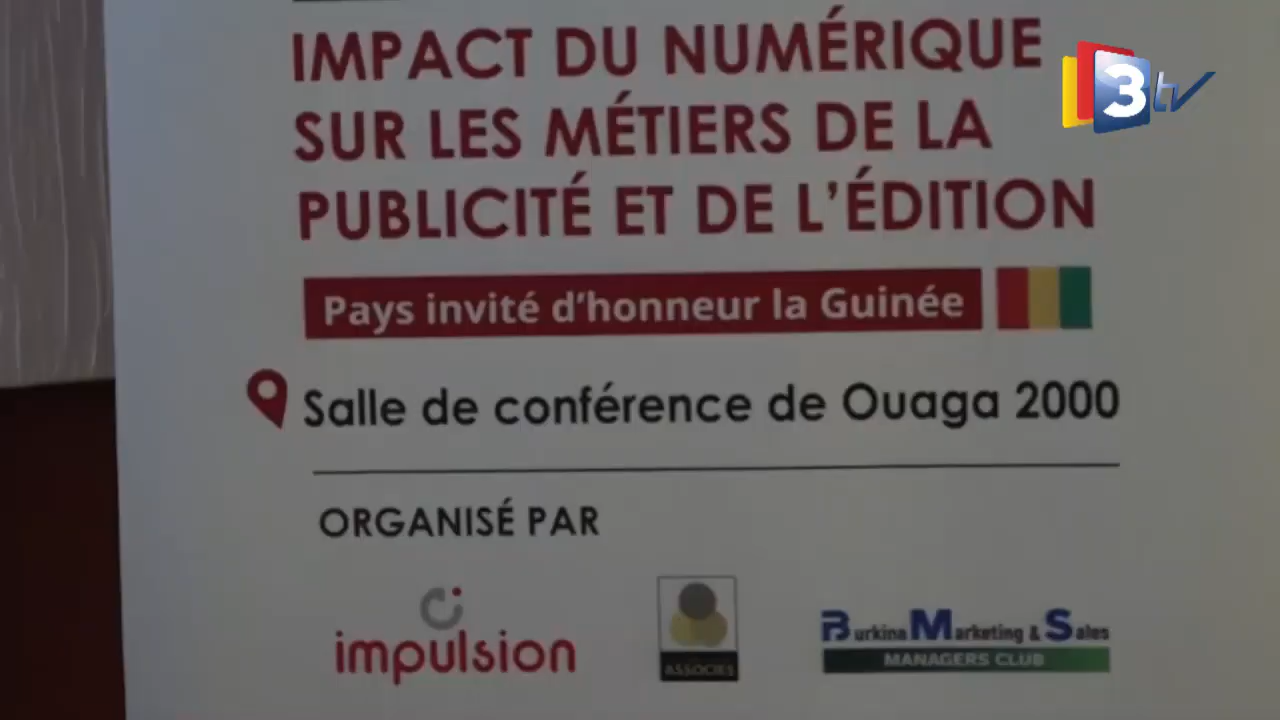 IMPACT DU NUMÉRIQUE
SUR LES MÉTIERS DE LA
PUBLICITÉ ET DE L'ÉDITION
Pays invité d'honneur la Guinée
Salle de conférence de Ouaga 2000
ORGANISÉ PAR
impulsion
ASSOCIES
Burkina Marketing & Sales
MANAGERS CLUB
3tv